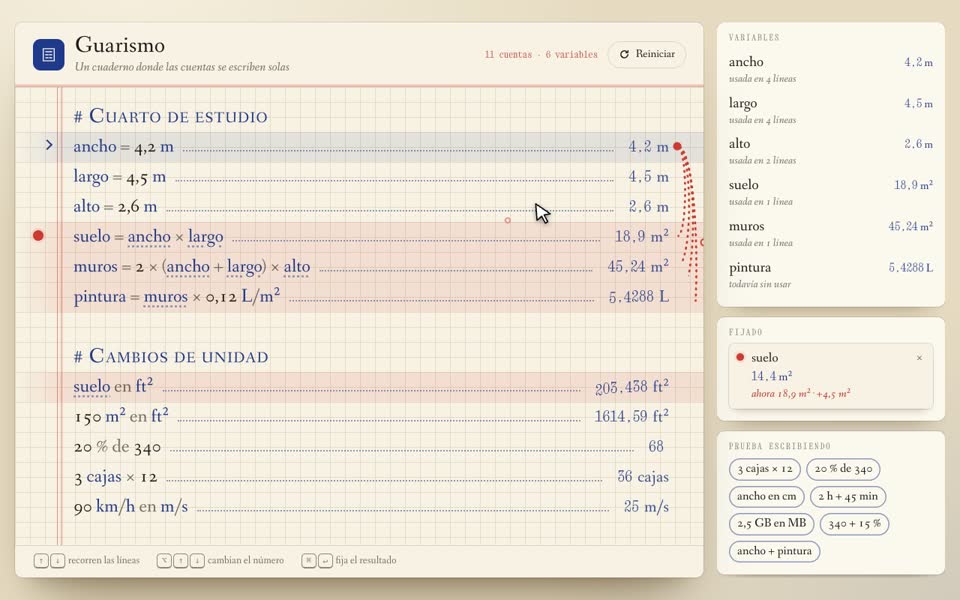 Guarismo
Un cuaderno donde las cuentas se escriben solas
11 cuentas · 6 variables
Reiniciar
# Cuarto de estudio
ancho = 4,2 m 4,2 m
largo = 4,5 m 4,5 m
alto = 2,6 m 2,6 m
suelo = ancho × largo 18,9 m²
muros = 2 × (ancho + largo) × alto 45,24 m²
pintura = muros × 0,12 L/m² 5,4288 L
# Cambios de unidad
suelo en ft² 203,438 ft²
150 m² en ft² 1614,59 ft²
20 % de 340 68
3 cajas × 12 36 cajas
90 km/h en m/s 25 m/s
↑ ↓ recorren las líneas ⌥ ↑ ↓ cambian el número ⌘ ↵ fija el resultado
VARIABLES
ancho 4,2 m
usada en 4 líneas
largo 4,5 m
usada en 4 líneas
alto 2,6 m
usada en 2 líneas
suelo 18,9 m²
usada en 1 línea
muros 45,24 m²
usada en 1 línea
pintura 5,4288 L
todavía sin usar
FIJADO
suelo ×
14,4 m²
ahora 18,9 m² · +4,5 m²
PRUEBA ESCRIBIENDO
3 cajas × 12 20 % de 340
ancho en cm 2 h + 45 min
2,5 GB en MB 340 + 15 %
ancho + pintura